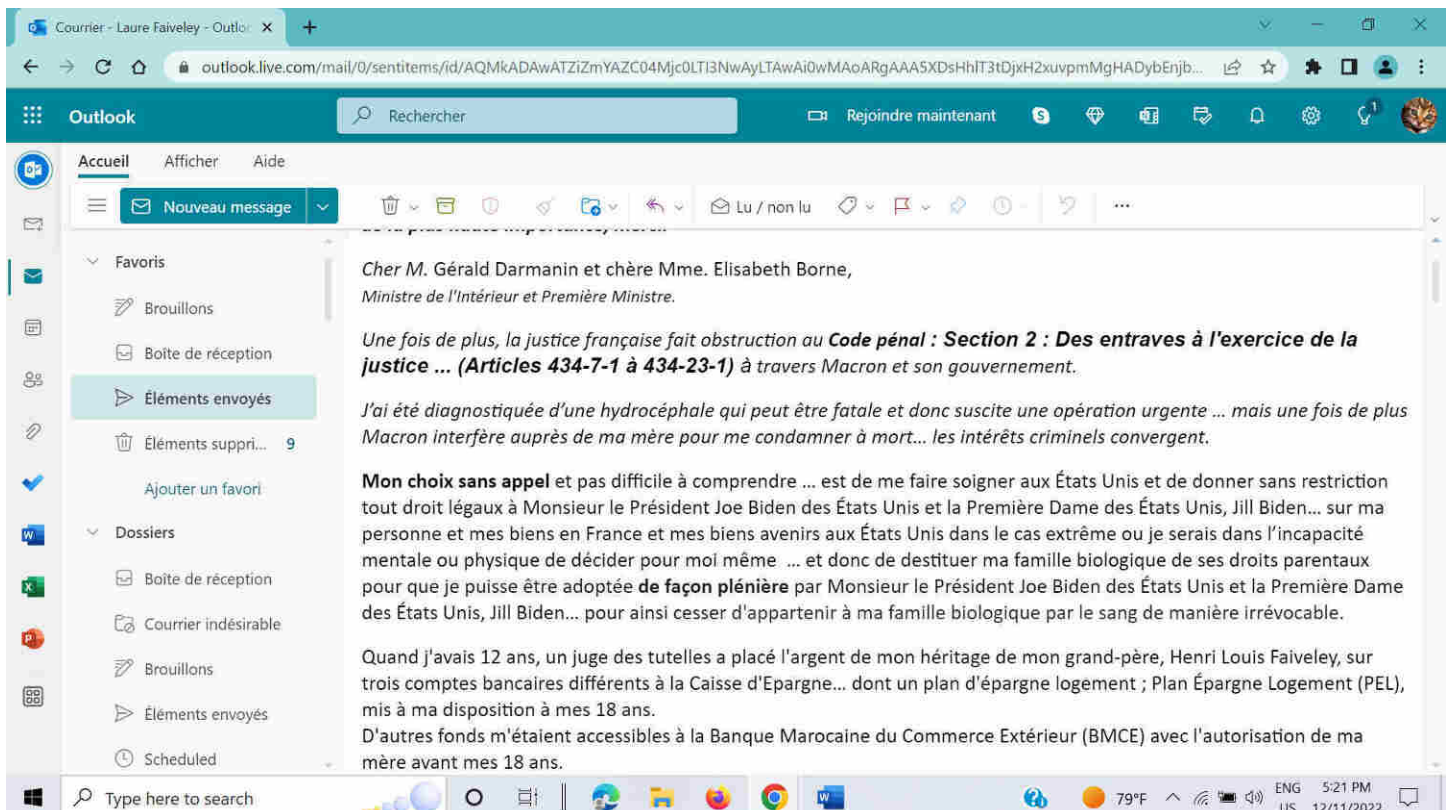 Courrier - Laure Faiveley - Outlo
outlook.live.com/mail/0/sentitems/id/AQMkADAwATZiZmYAZC04Mjc0LTI3NwAyLTAwAi0wMAoARgAAA5XDsHhlT3tDjxH2xuvpmMgHADybEnjb...
Outlook
Rechercher
Rejoindre maintenant
1
Accueil Afficher Aide
Nouveau message
Lu / non lu
de la plus haute importance, merci.
Favoris
Brouillons
Boîte de réception
Éléments envoyés
Éléments suppri... 9
Ajouter un favori
Dossiers
Boîte de réception
Courrier indésirable
Brouillons
Éléments envoyés
Scheduled
Cher M. Gérald Darmanin et chère Mme. Elisabeth Borne,
Ministre de l'Intérieur et Première Ministre.
Une fois de plus, la justice française fait obstruction au Code pénal : Section 2 : Des entraves à l'exercice de la
justice ... (Articles 434-7-1 à 434-23-1) à travers Macron et son gouvernement.
J'ai été diagnostiquée d'une hydrocéphale qui peut être fatale et donc suscite une opération urgente ... mais une fois de plus
Macron interfère auprès de ma mère pour me condamner à mort... les intérêts criminels convergent.
Mon choix sans appel et pas difficile à comprendre ... est de me faire soigner aux États Unis et de donner sans restriction
tout droit légaux à Monsieur le Président Joe Biden des États Unis et la Première Dame des États Unis, Jill Biden... sur ma
personne et mes biens en France et mes biens avenirs aux États Unis dans le cas extrême ou je serais dans l'incapacité
mentale ou physique de décider pour moi même ... et donc de destituer ma famille biologique de ses droits parentaux
pour que je puisse être adoptée de façon plénière par Monsieur le Président Joe Biden des États Unis et la Première Dame
des États Unis, Jill Biden... pour ainsi cesser d'appartenir à ma famille biologique par le sang de manière irrévocable.
Quand j'avais 12 ans, un juge des tutelles a placé l'argent de mon héritage de mon grand-père, Henri Louis Faiveley, sur
trois comptes bancaires différents à la Caisse d'Epargne... dont un plan d'épargne logement ; Plan Épargne Logement (PEL),
mis à ma disposition à mes 18 ans.
D'autres fonds m'étaient accessibles à la Banque Marocaine du Commerce Extérieur (BMCE) avec l'autorisation de ma
mère avant mes 18 ans.
Type here to search
79°F
ENG
US
5:21 PM
12/11/2022